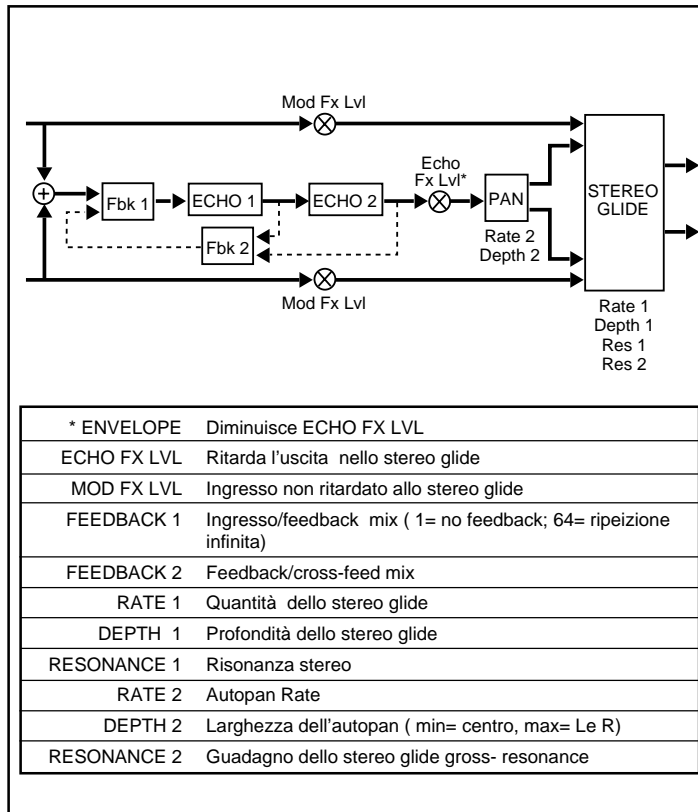 Mod Fx Lvl
Echo
Fx Lvl*
Fbk 1
ECHO 1
ECHO 2
PAN
STEREO
GLIDE
Fbk 2
Rate 2
Depth 2
Mod Fx Lvl
Rate 1
Depth 1
Res 1
Res 2
* ENVELOPE Diminuisce ECHO FX LVL
ECHO FX LVL Ritarda l'uscita nello stereo glide
MOD FX LVL Ingresso non ritardato allo stereo glide
FEEDBACK 1 Ingresso/feedback mix ( 1= no feedback; 64= ripeizione
infinita)
FEEDBACK 2 Feedback/cross-feed mix
RATE 1 Quantità dello stereo glide
DEPTH 1 Profondità dello stereo glide
RESONANCE 1 Risonanza stereo
RATE 2 Autopan Rate
DEPTH 2 Larghezza dell'autopan ( min= centro, max= Le R)
RESONANCE 2 Guadagno dello stereo glide gross- resonance